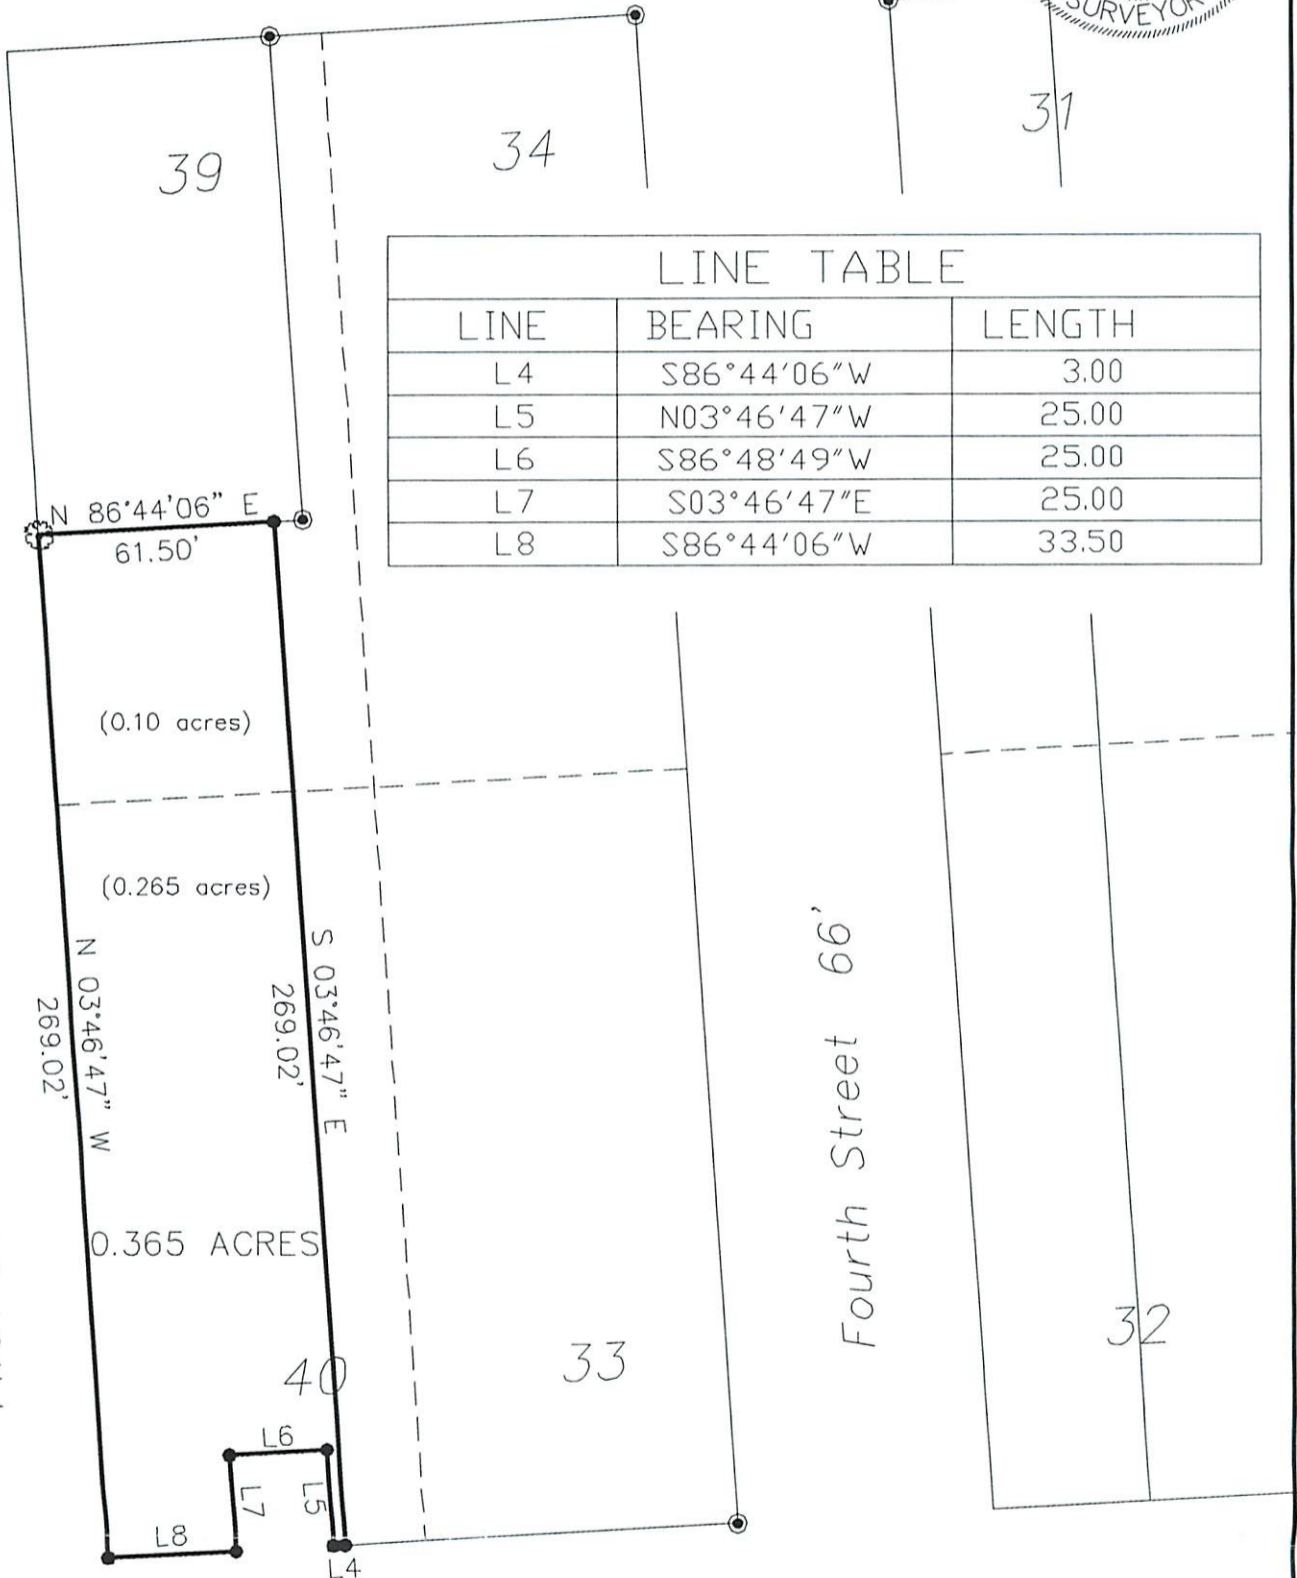 SURVEYOR
39
34
31
LINE TABLE
LINE BEARING LENGTH
L4 S86°44'06"W 3.00
L5 N03°46'47"W 25.00
L6 S86°48'49"W 25.00
L7 S03°46'47"E 25.00
L8 S86°44'06"W 33.50
N 86°44'06" E
61.50'
(0.10 acres)
(0.265 acres)
N 03°46'47" W
269.02'
S 03°46'47" E
269.02'
Fourth Street 66'
0.365 ACRES
40
33
32
L6
L7
L5
L8
L4